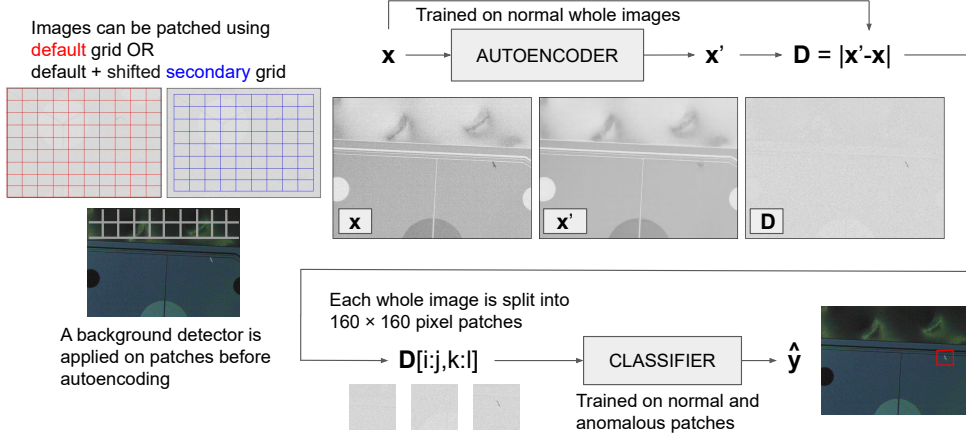 Images can be patched using
default grid OR
default + shifted secondary grid
A background detector is
applied on patches before
autoencoding
Trained on normal whole images
x AUTOENCODER x' D = |x'-x|
x x' D
Each whole image is split into
160 × 160 pixel patches
D[i:j,k:l] CLASSIFIER ŷ
Trained on normal and
anomalous patches